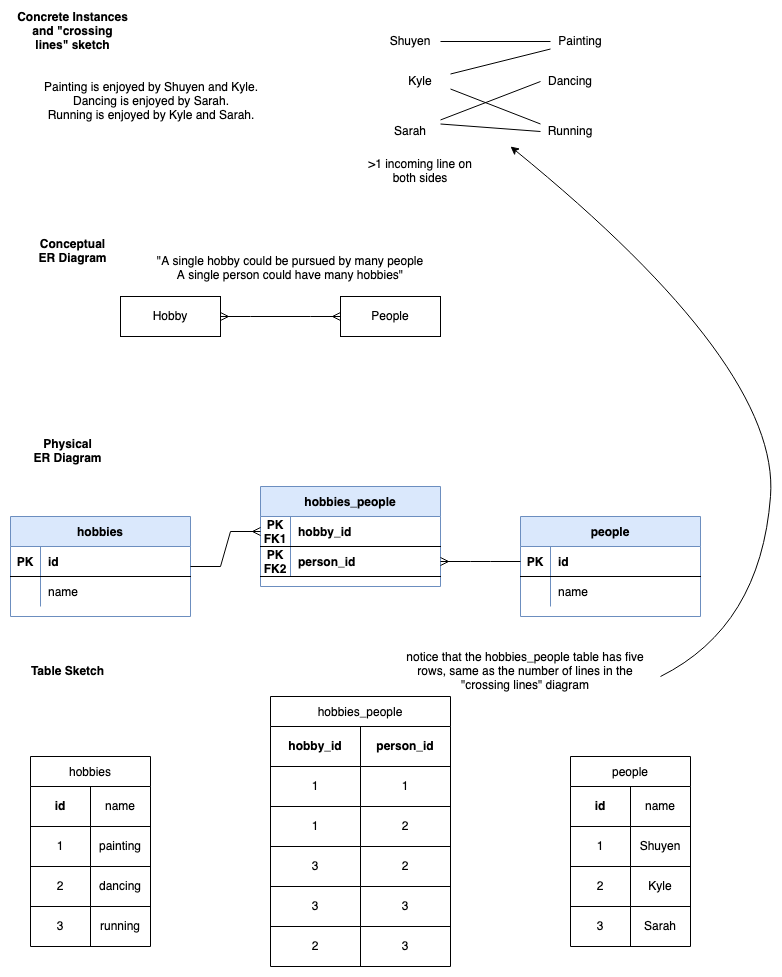 Concrete Instances
and "crossing
lines" sketch
Painting is enjoyed by Shuyen and Kyle.
Dancing is enjoyed by Sarah.
Running is enjoyed by Kyle and Sarah.
Shuyen
Painting
Kyle
Dancing
Sarah
Running
>1 incoming line on
both sides
Conceptual
ER Diagram
"A single hobby could be pursued by many people
A single person could have many hobbies"
Hobby
People
Physical
ER Diagram
hobbies
PK id
name
hobbies_people
PK
FK1 hobby_id
PK
FK2 person_id
people
PK id
name
Table Sketch
notice that the hobbies_people table has five
rows, same as the number of lines in the
"crossing lines" diagram
hobbies
id name
1 painting
2 dancing
3 running
hobbies_people
hobby_id person_id
1 1
1 2
3 2
3 3
2 3
people
id name
1 Shuyen
2 Kyle
3 Sarah